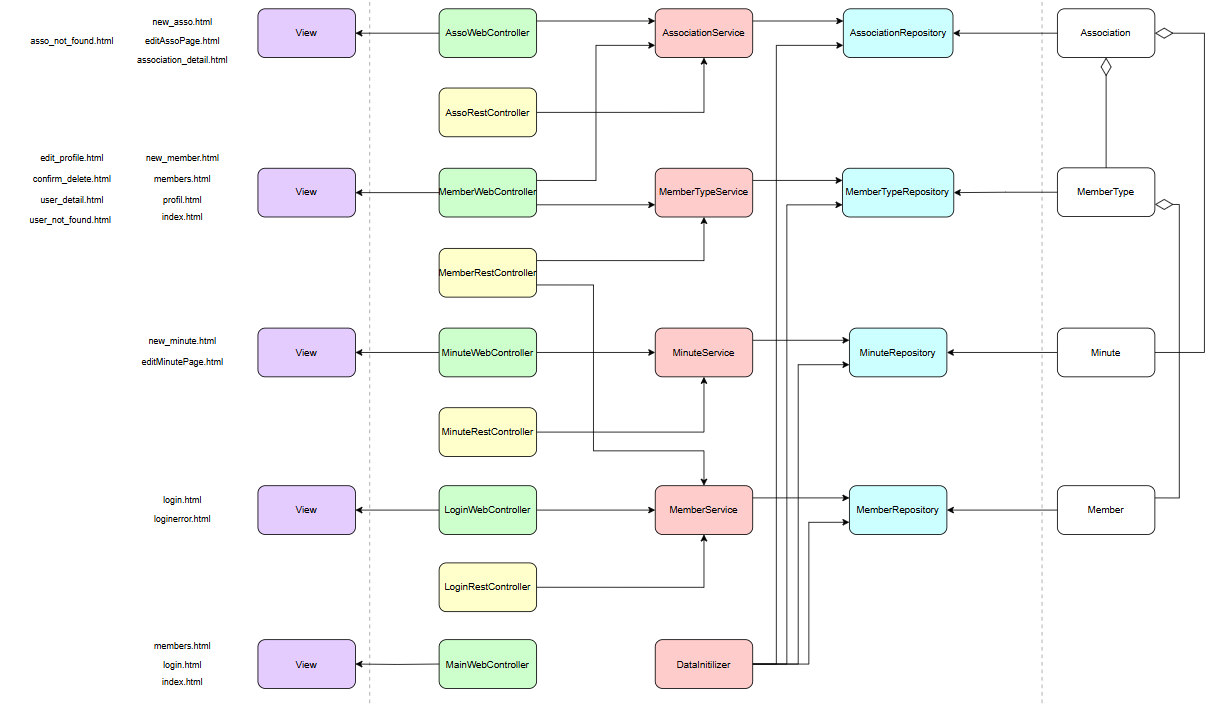 new_asso.html
asso_not_found.html
editAssoPage.html
association_detail.html
View
AssoWebController
AssociationService
AssociationRepository
Association
AssoRestController
edit_profile.html
new_member.html
confirm_delete.html
members.html
user_detail.html
profil.html
user_not_found.html
index.html
View
MemberWebController
MemberTypeService
MemberTypeRepository
MemberType
MemberRestController
new_minute.html
editMinutePage.html
View
MinuteWebController
MinuteService
MinuteRepository
Minute
MinuteRestController
login.html
loginerror.html
View
LoginWebController
MemberService
MemberRepository
Member
LoginRestController
members.html
login.html
index.html
View
MainWebController
DataInitilizer